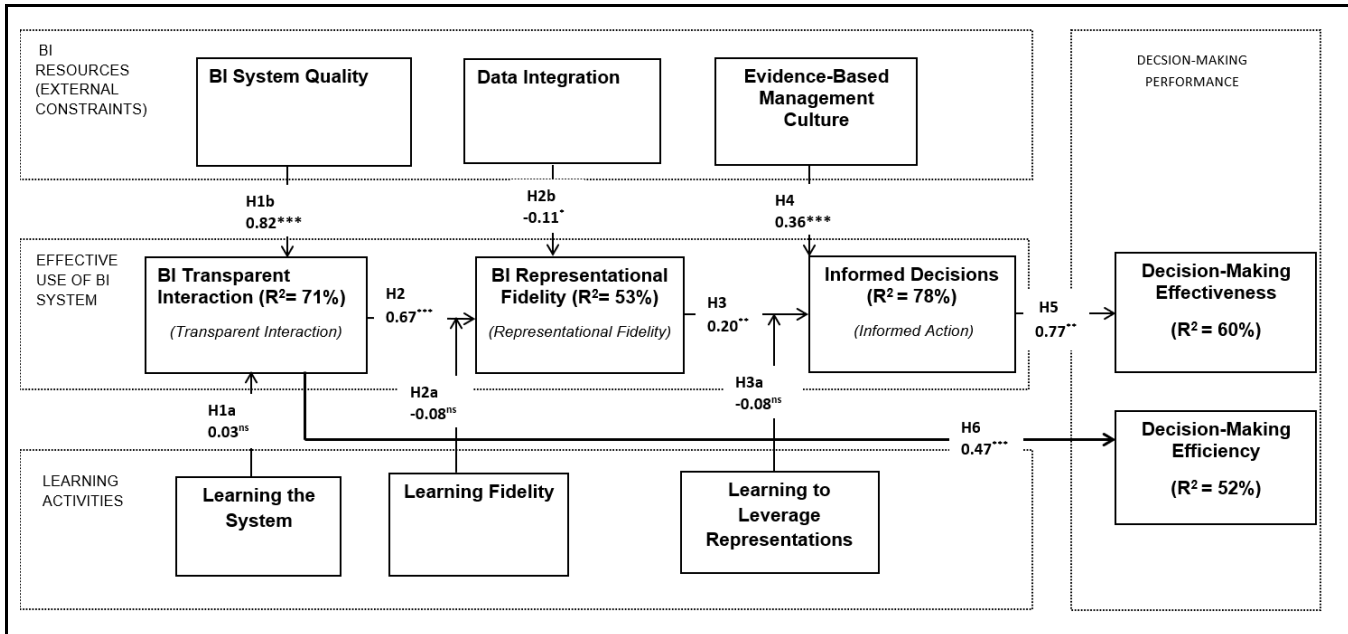 BI
RESOURCES
(EXTERNAL
CONSTRAINTS)
BI System Quality
Data Integration
Evidence-Based
Management
Culture
DECSION-MAKING
PERFORMANCE
H1b
0.82***
H2b
-0.11*
H4
0.36***
EFFECTIVE
USE OF BI
SYSTEM
BI Transparent
Interaction (R²= 71%)
(Transparent Interaction)
H2
0.67***
BI Representational
Fidelity (R²= 53%)
(Representational Fidelity)
H3
0.20**
Informed Decisions
(R² = 78%)
(Informed Action)
H5
0.77**
Decision-Making
Effectiveness
(R² = 60%)
H1a
0.03ns
H2a
-0.08ns
H3a
-0.08ns
H6
0.47***
Decision-Making
Efficiency
(R² = 52%)
LEARNING
ACTIVITIES
Learning the
System
Learning Fidelity
Learning to
Leverage
Representations